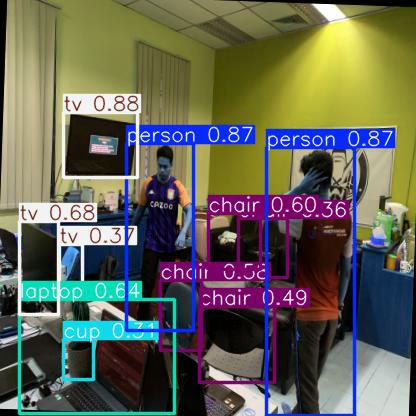 tv 0.88
person 0.87
person 0.87
CAZOO
chair 0.60
0.36
tv 0.68
tv 0.37
chair 0.58
laptop 0.64
chair 0.49
cup 0.31